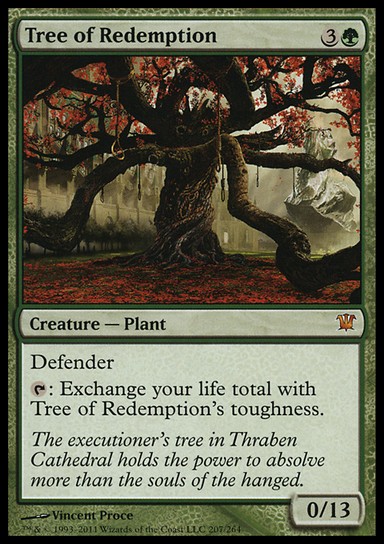 Tree of Redemption 3
Creature — Plant
Defender
: Exchange your life total with
Tree of Redemption's toughness.
The executioner's tree in Thraben
Cathedral holds the power to absolve
more than the souls of the hanged.
Vincent Proce
™ & © 1993–2011 Wizards of the Coast LLC 207/264
0/13